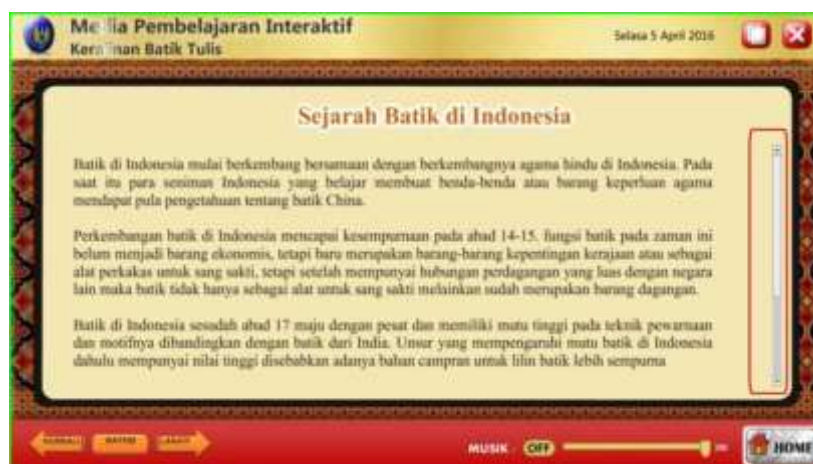 Media Pembelajaran Interaktif
Kerajinan Batik Tulis
Selasa 5 April 2016
Sejarah Batik di Indonesia
Batik di Indonesia mulai berkembang bersamaan dengan berkembangnya agama hindu di Indonesia. Pada
saat itu para seniman Indonesia yang belajar membuat benda-benda atau barang keperluan agama
mendapat pula pengetahuan tentang batik China.
Perkembangan batik di Indonesia mencapai kesempurnaan pada abad 14-15. fungsi batik pada zaman ini
belum menjadi barang ekonomis, tetapi baru merupakan barang-barang kepentingan kerajaan atau sebagai
alat perkakas untuk sang sakti, tetapi setelah mempunyai hubungan perdagangan yang luas dengan negara
lain maka batik tidak hanya sebagai alat untuk sang sakti melainkan sudah merupakan barang dagangan.
Batik di Indonesia sesudah abad 17 maju dengan pesat dan memiliki mutu tinggi pada teknik pewarnaan
dan motifnya dibandingkan dengan batik dari India. Unsur yang mempengaruhi mutu batik di Indonesia
dahulu mempunyai nilai tinggi disebabkan adanya bahan campran untuk lilin batik lebih sempurna
KEMBALI MATERI LANJUT
MUSIK : OFF
HOME